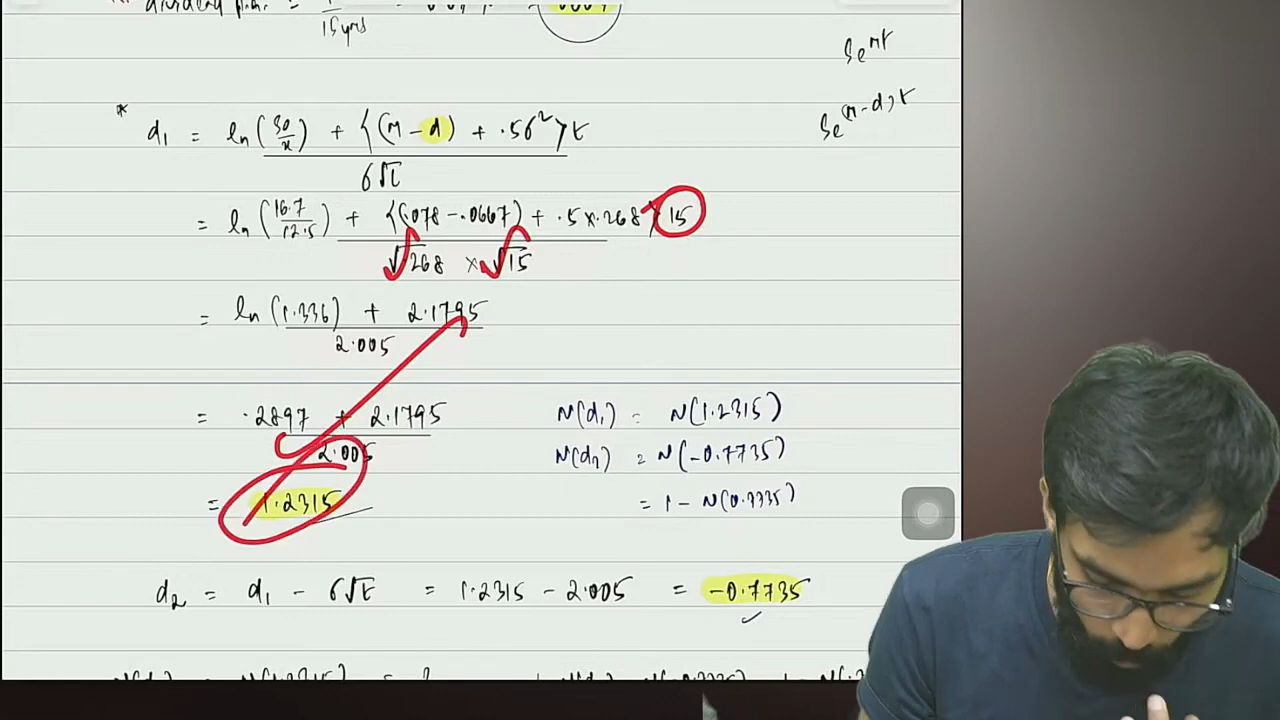 15yrs
Se^rt
Se^(r-d)t
* d₁ = ln(So/x) + {(r-d) + .5σ²}t
σ√t
= ln(16.7/12.5) + {(.078-.0667) + .5×.268} 15
√.268 × √15
= ln(1.336) + 2.1795
2.005
= .2897 + 2.1795
2.005
= 1.2315
N(d₁) = N(1.2315)
N(d₂) = N(-0.7735)
= 1 - N(0.7735)
d₂ = d₁ - σ√t = 1.2315 - 2.005 = -0.7735